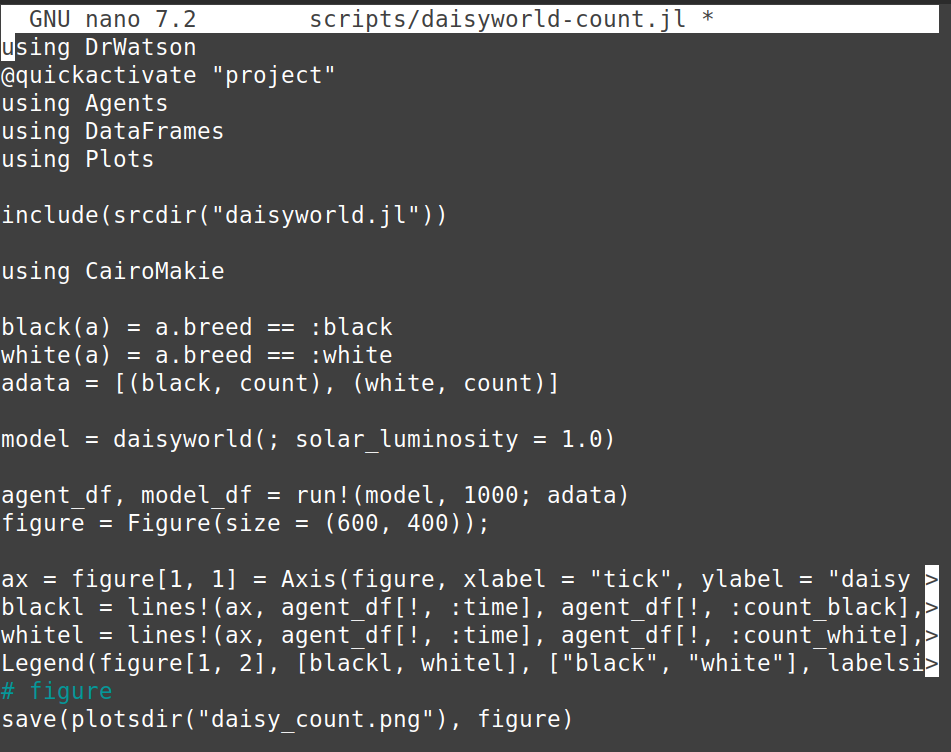 GNU nano 7.2        scripts/daisyworld-count.jl *
using DrWatson
@quickactivate "project"
using Agents
using DataFrames
using Plots

include(srcdir("daisyworld.jl"))

using CairoMakie

black(a) = a.breed == :black
white(a) = a.breed == :white
adata = [(black, count), (white, count)]

model = daisyworld(; solar_luminosity = 1.0)

agent_df, model_df = run!(model, 1000; adata)
figure = Figure(size = (600, 400));

ax = figure[1, 1] = Axis(figure, xlabel = "tick", ylabel = "daisy >
blackl = lines!(ax, agent_df[!, :time], agent_df[!, :count_black],>
whitel = lines!(ax, agent_df[!, :time], agent_df[!, :count_white],>
Legend(figure[1, 2], [blackl, whitel], ["black", "white"], labelsi>
# figure
save(plotsdir("daisy_count.png"), figure)